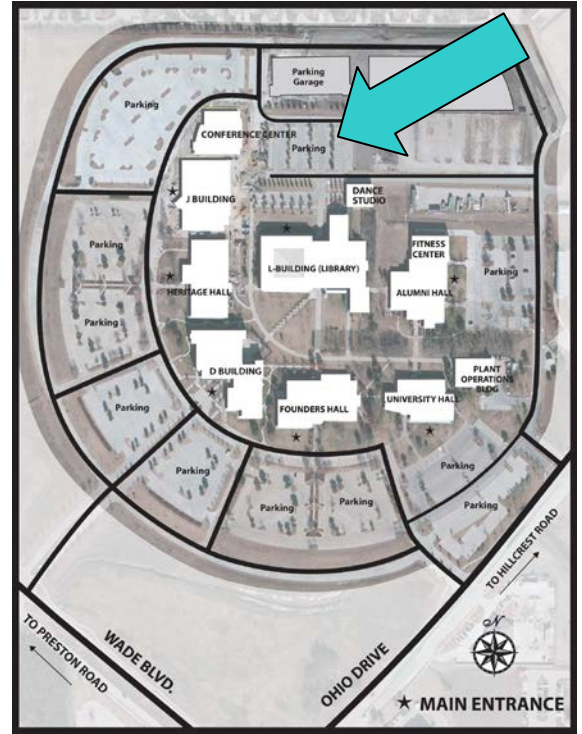 Parking
Garage
Parking
CONFERENCE CENTER
Parking
J BUILDING
DANCE
STUDIO
Parking
L-BUILDING (LIBRARY)
FITNESS
CENTER
Parking
HERITAGE HALL
ALUMNI HALL
Parking
D BUILDING
PLANT
OPERATIONS
BLDG
UNIVERSITY HALL
FOUNDERS HALL
Parking
Parking
Parking
Parking
Parking
TO HILLCREST ROAD
TO PRESTON ROAD
WADE BLVD.
OHIO DRIVE
N
★ MAIN ENTRANCE